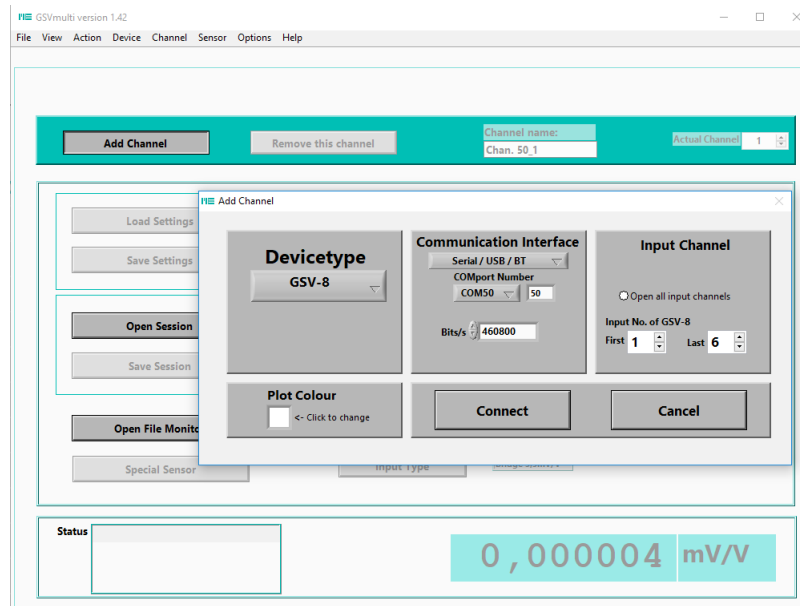 GSVmulti version 1.42
File View Action Device Channel Sensor Options Help
Add Channel
Remove this channel
Channel name:
Chan. 50_1
Actual Channel 1
Load Settings
Save Settings
Open Session
Save Session
Open File Monito
Special Sensor
Input Type
Add Channel
Devicetype
GSV-8
Communication Interface
Serial / USB / BT
COMport Number
COM50 50
Bits/s 460800
Input Channel
Open all input channels
Input No. of GSV-8
First 1 Last 6
Plot Colour
<- Click to change
Connect
Cancel
Status
0,000004 mV/V